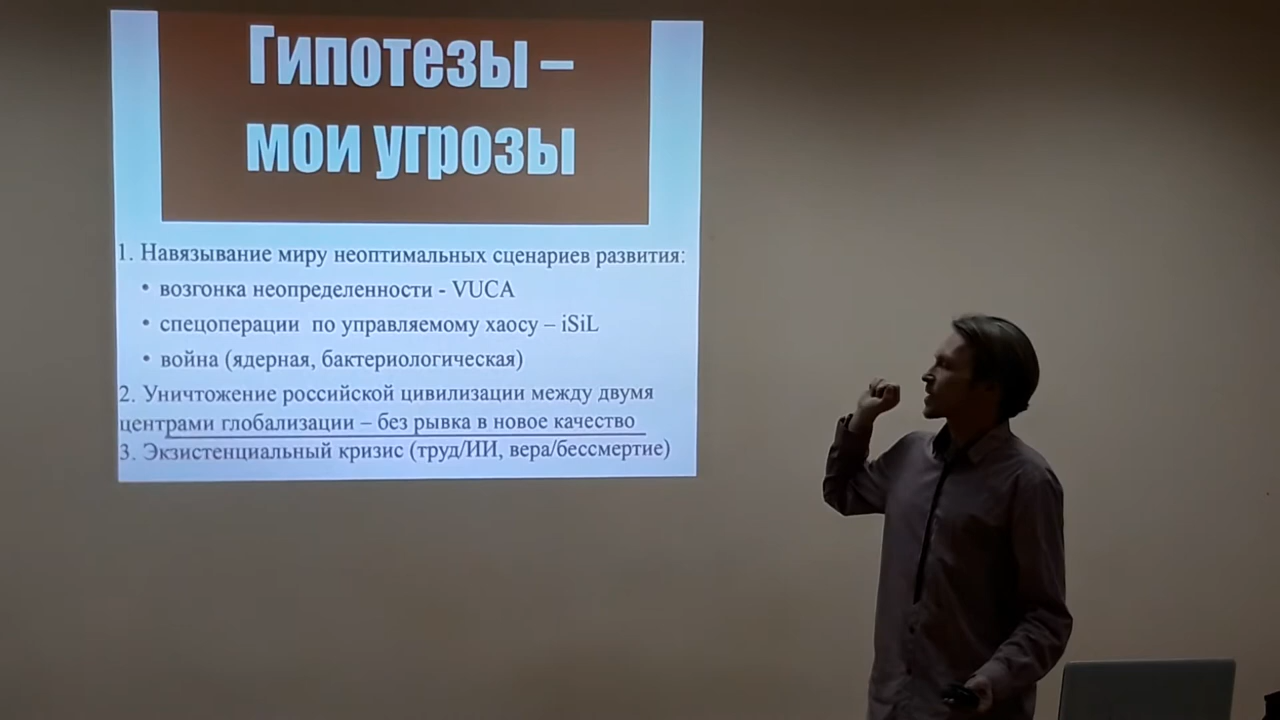 Гипотезы –
мои угрозы
1. Навязывание миру неоптимальных сценариев развития:
• возгонка неопределенности - VUCA
• спецоперации по управляемому хаосу – iSiL
• война (ядерная, бактериологическая)
2. Уничтожение российской цивилизации между двумя
центрами глобализации – без рывка в новое качество
3. Экзистенциальный кризис (труд/ИИ, вера/бессмертие)